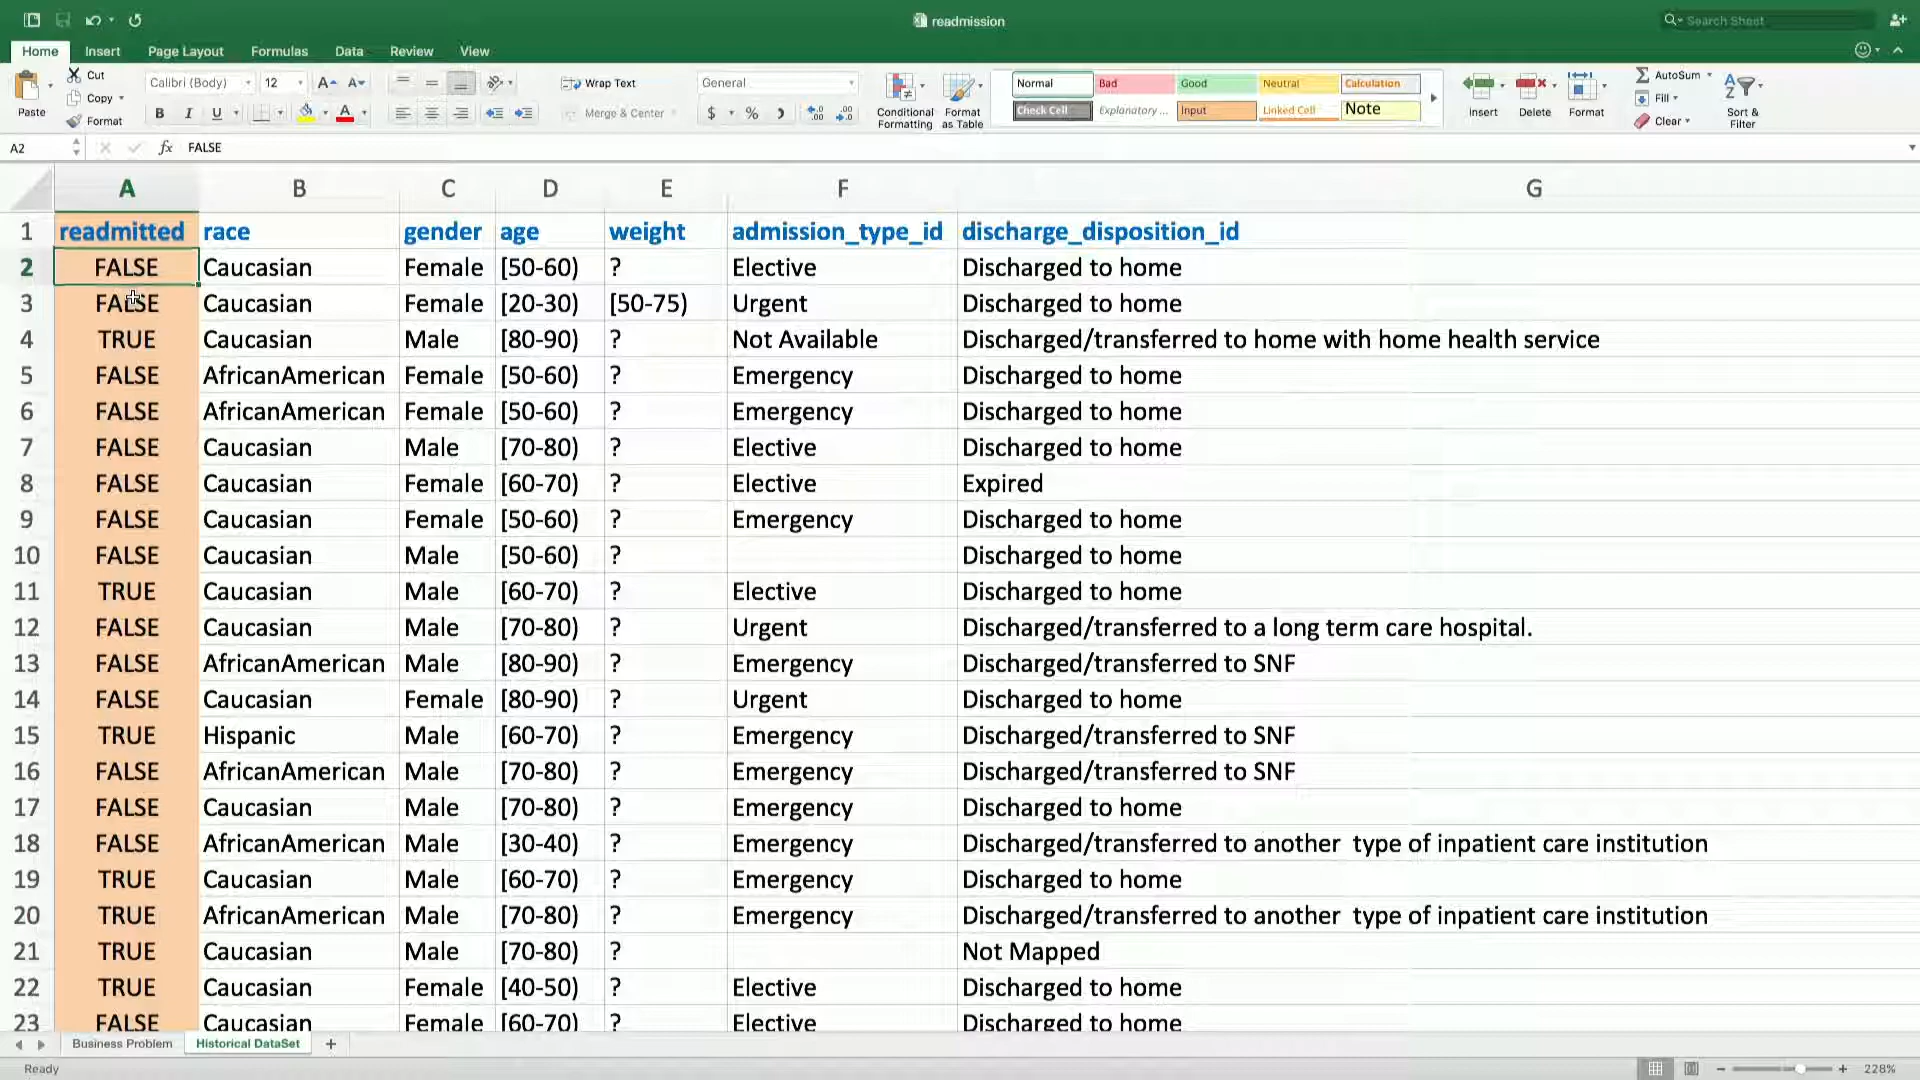 readmission
Search Sheet
Home Insert Page Layout Formulas Data Review View
Paste
Cut
Copy
Format
Calibri (Body) 12
A A
B I U A
Wrap Text
Merge & Center
General
$ %
Conditional Formatting
Format as Table
Normal Bad Good Neutral Calculation
Check Cell Explanatory ... Input Linked Cell Note
Insert Delete Format
AutoSum
Fill
Clear
Sort & Filter
A2 fx FALSE
A B C D E F G
1 readmitted race gender age weight admission_type_id discharge_disposition_id
2 FALSE Caucasian Female [50-60) ? Elective Discharged to home
3 FALSE Caucasian Female [20-30) [50-75) Urgent Discharged to home
4 TRUE Caucasian Male [80-90) ? Not Available Discharged/transferred to home with home health service
5 FALSE AfricanAmerican Female [50-60) ? Emergency Discharged to home
6 FALSE AfricanAmerican Female [50-60) ? Emergency Discharged to home
7 FALSE Caucasian Male [70-80) ? Elective Discharged to home
8 FALSE Caucasian Female [60-70) ? Elective Expired
9 FALSE Caucasian Female [50-60) ? Emergency Discharged to home
10 FALSE Caucasian Male [50-60) ? Discharged to home
11 TRUE Caucasian Male [60-70) ? Elective Discharged to home
12 FALSE Caucasian Male [70-80) ? Urgent Discharged/transferred to a long term care hospital.
13 FALSE AfricanAmerican Male [80-90) ? Emergency Discharged/transferred to SNF
14 FALSE Caucasian Female [80-90) ? Urgent Discharged to home
15 TRUE Hispanic Male [60-70) ? Emergency Discharged/transferred to SNF
16 FALSE AfricanAmerican Male [70-80) ? Emergency Discharged/transferred to SNF
17 FALSE Caucasian Male [70-80) ? Emergency Discharged to home
18 FALSE AfricanAmerican Male [30-40) ? Emergency Discharged/transferred to another  type of inpatient care institution
19 TRUE Caucasian Male [60-70) ? Emergency Discharged to home
20 TRUE AfricanAmerican Male [70-80) ? Emergency Discharged/transferred to another  type of inpatient care institution
21 TRUE Caucasian Male [70-80) ? Not Mapped
22 TRUE Caucasian Female [40-50) ? Elective Discharged to home
23 FALSE Caucasian Female [60-70) ? Elective Discharged to home
Business Problem Historical DataSet +
Ready 228%